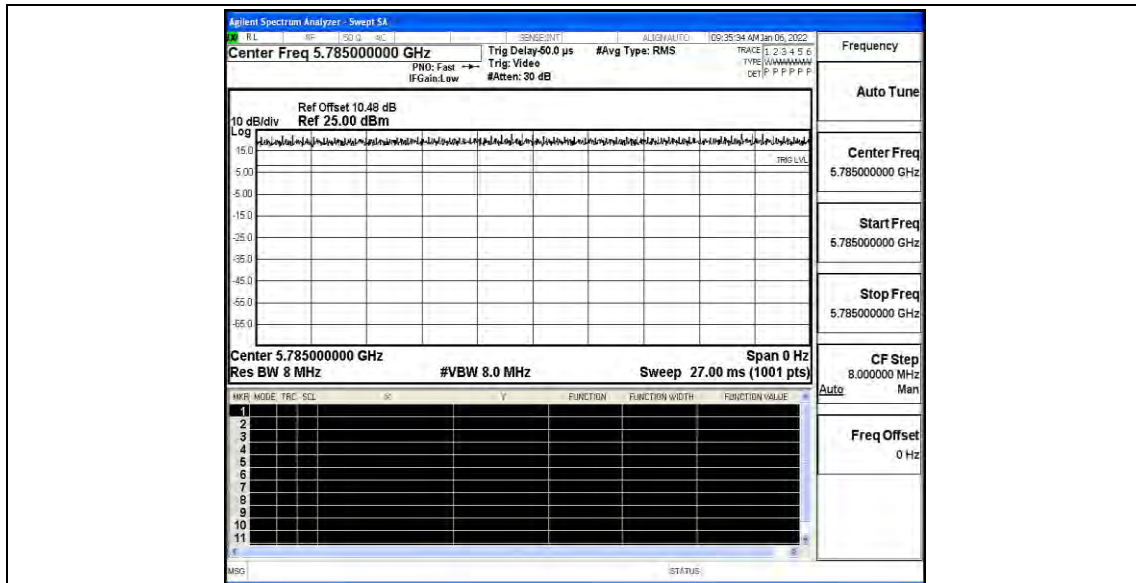 Agilent Spectrum Analyzer - Swept SA
RL RF 50 Ω AC SENSE:INT ALIGN AUTO 09:35:34 AM Jan 06, 2022
Center Freq 5.785000000 GHz
PNO: Fast
IFGain:Low
Trig Delay-50.0 µs
Trig: Video
#Atten: 30 dB
#Avg Type: RMS
TRACE 1 2 3 4 5 6
TYPE
DET P P P P P P
Ref Offset 10.48 dB
10 dB/div Ref 25.00 dBm
Log
15.0
TRIG LVL
5.00
-5.00
-15.0
-25.0
-35.0
-45.0
-55.0
-65.0
Center 5.785000000 GHz Span 0 Hz
Res BW 8 MHz #VBW 8.0 MHz Sweep 27.00 ms (1001 pts)
MKR MODE TRC SCL X Y FUNCTION FUNCTION WIDTH FUNCTION VALUE
1
2
3
4
5
6
7
8
9
10
11
MSG STATUS
Frequency
Auto Tune
Center Freq
5.785000000 GHz
Start Freq
5.785000000 GHz
Stop Freq
5.785000000 GHz
CF Step
8.000000 MHz
Auto Man
Freq Offset
0 Hz